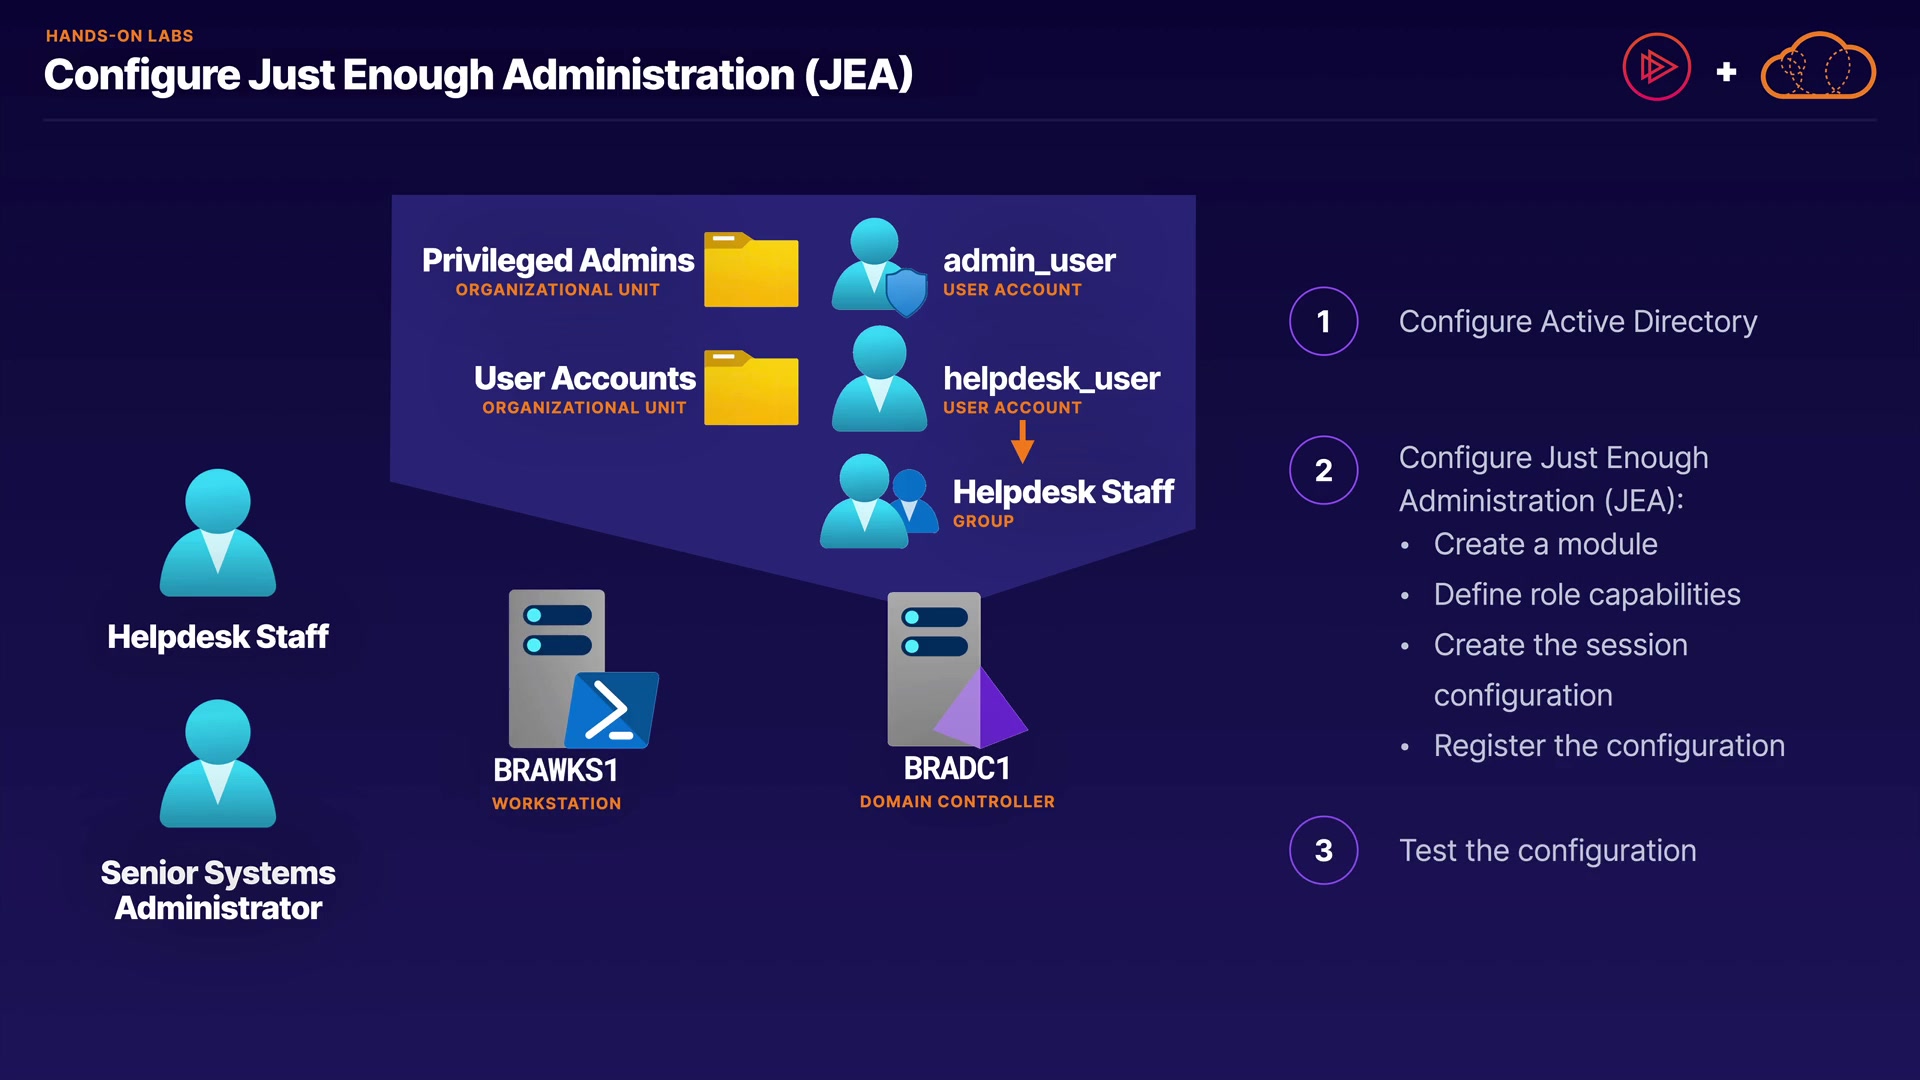 HANDS-ON LABS
Configure Just Enough Administration (JEA)
Privileged Admins
ORGANIZATIONAL UNIT
admin_user
USER ACCOUNT
User Accounts
ORGANIZATIONAL UNIT
helpdesk_user
USER ACCOUNT
Helpdesk Staff
GROUP
Helpdesk Staff
Senior Systems
Administrator
BRAWKS1
WORKSTATION
BRADC1
DOMAIN CONTROLLER
1 Configure Active Directory
2 Configure Just Enough
Administration (JEA):
• Create a module
• Define role capabilities
• Create the session
configuration
• Register the configuration
3 Test the configuration